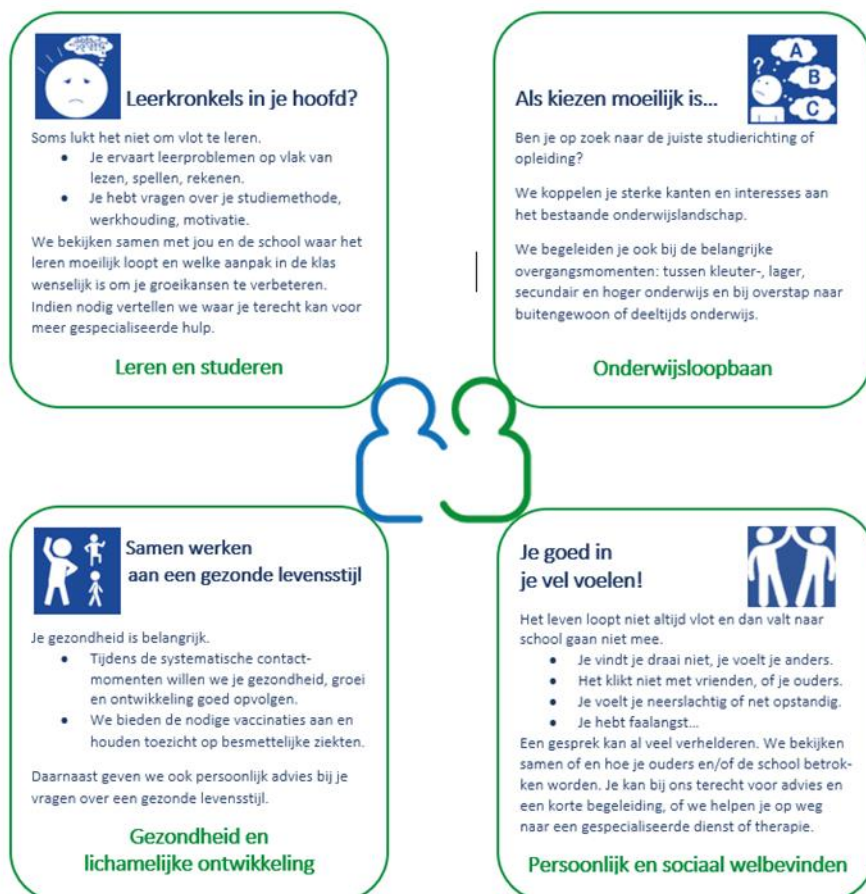 Leerkronkels in je hoofd?
Soms lukt het niet om vlot te leren.
• Je ervaart leerproblemen op vlak van
lezen, spellen, rekenen.
• Je hebt vragen over je studiemethode,
werkhouding, motivatie.
We bekijken samen met jou en de school waar het
leren moeilijk loopt en welke aanpak in de klas
wenselijk is om je groeikansen te verbeteren.
Indien nodig vertellen we waar je terecht kan voor
meer gespecialiseerde hulp.
Leren en studeren
Als kiezen moeilijk is...
?
A
B
C
Ben je op zoek naar de juiste studierichting of
opleiding?
We koppelen je sterke kanten en interesses aan
het bestaande onderwijslandschap.
We begeleiden je ook bij de belangrijke
overgangsmomenten: tussen kleuter-, lager,
secundair en hoger onderwijs en bij overstap naar
buitengewoon of deeltijds onderwijs.
Onderwijsloopbaan
Samen werken
aan een gezonde levensstijl
Je gezondheid is belangrijk.
• Tijdens de systematische contact-
momenten willen we je gezondheid, groei
en ontwikkeling goed opvolgen.
• We bieden de nodige vaccinaties aan en
houden toezicht op besmettelijke ziekten.
Daarnaast geven we ook persoonlijk advies bij je
vragen over een gezonde levensstijl.
Gezondheid en
lichamelijke ontwikkeling
Je goed in
je vel voelen!
Het leven loopt niet altijd vlot en dan valt naar
school gaan niet mee.
• Je vindt je draai niet, je voelt je anders.
• Het klikt niet met vrienden, of je ouders.
• Je voelt je neerslachtig of net opstandig.
• Je hebt faalangst...
Een gesprek kan al veel verhelderen. We bekijken
samen of en hoe je ouders en/of de school betrok-
ken worden. Je kan bij ons terecht voor advies en
een korte begeleiding, of we helpen je op weg
naar een gespecialiseerde dienst of therapie.
Persoonlijk en sociaal welbevinden